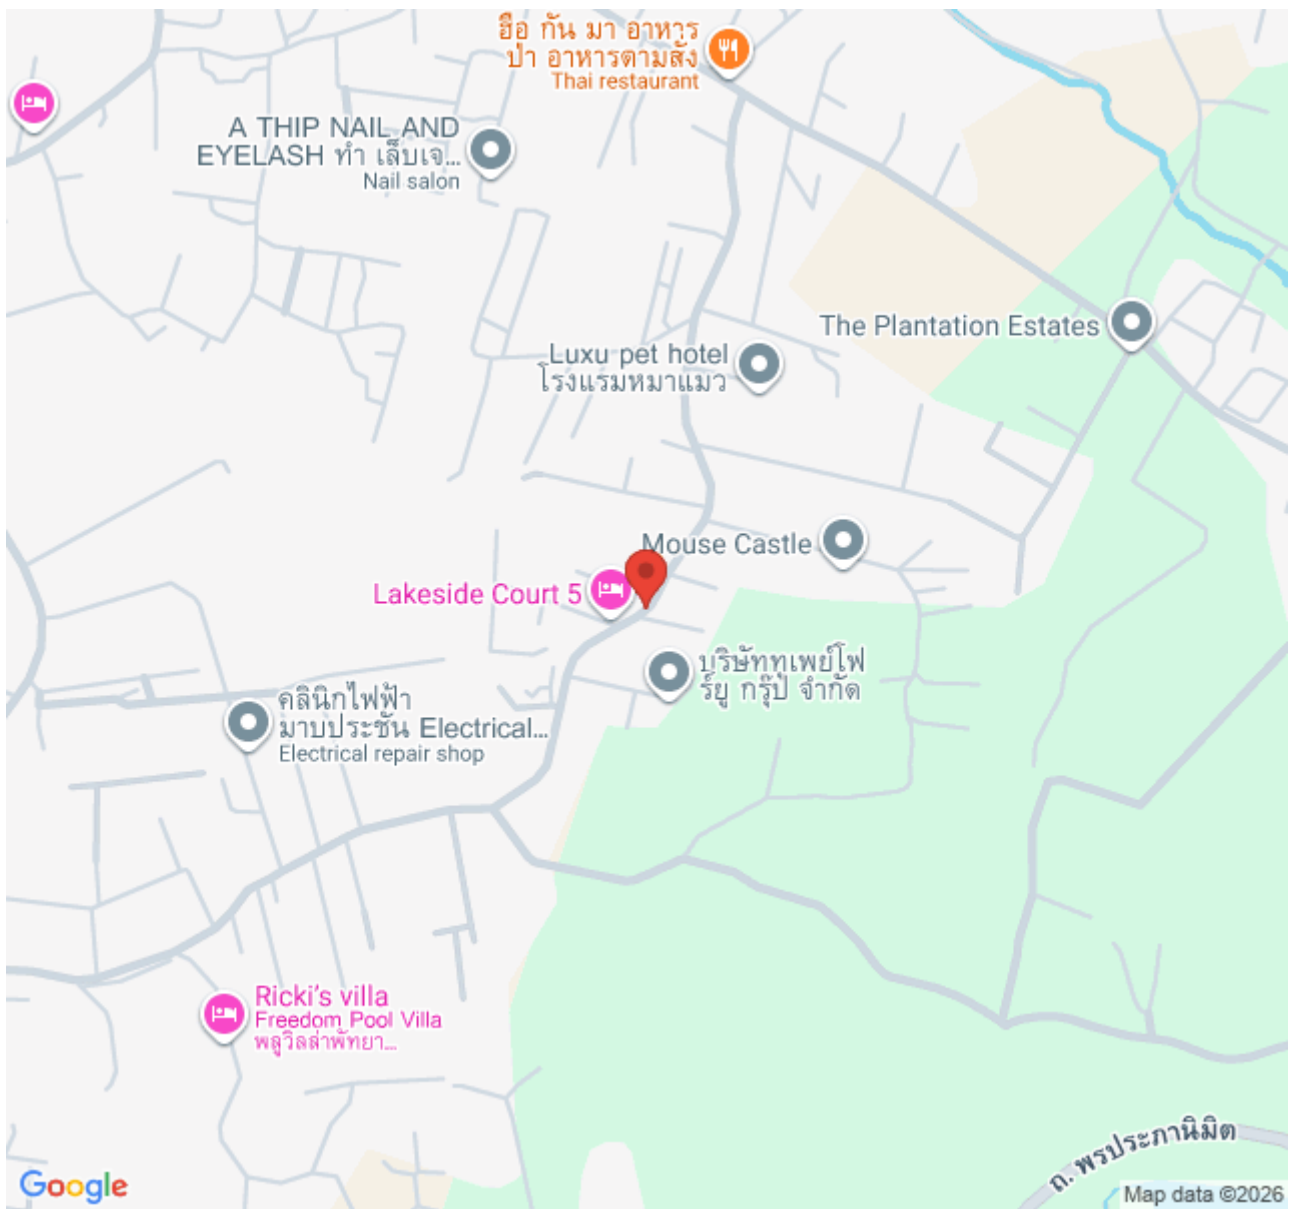 ฮือ กัน มา อาหาร
ป่า อาหารตามสั่ง
Thai restaurant
A THIP NAIL AND
EYELASH ทำ เล็บเจ...
Nail salon
The Plantation Estates
Luxu pet hotel
โรงแรมหมาแมว
Mouse Castle
Lakeside Court 5
บริษัททูเพย์โฟ
ร์ยู กรุ๊ป จำกัด
คลินิกไฟฟ้า
มาบประชัน Electrical...
Electrical repair shop
Ricki's villa
Freedom Pool Villa
พลูวิลล่าพัทยา...
ถ. พรประภานิมิต
Google
Map data ©2026